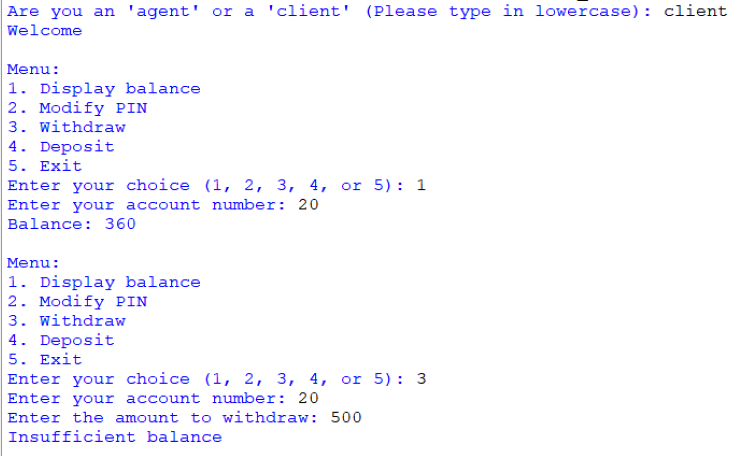 Are you an 'agent' or a 'client' (Please type in lowercase): client
Welcome
Menu:
1. Display balance
2. Modify PIN
3. Withdraw
4. Deposit
5. Exit
Enter your choice (1, 2, 3, 4, or 5): 1
Enter your account number: 20
Balance: 360
Menu:
1. Display balance
2. Modify PIN
3. Withdraw
4. Deposit
5. Exit
Enter your choice (1, 2, 3, 4, or 5): 3
Enter your account number: 20
Enter the amount to withdraw: 500
Insufficient balance